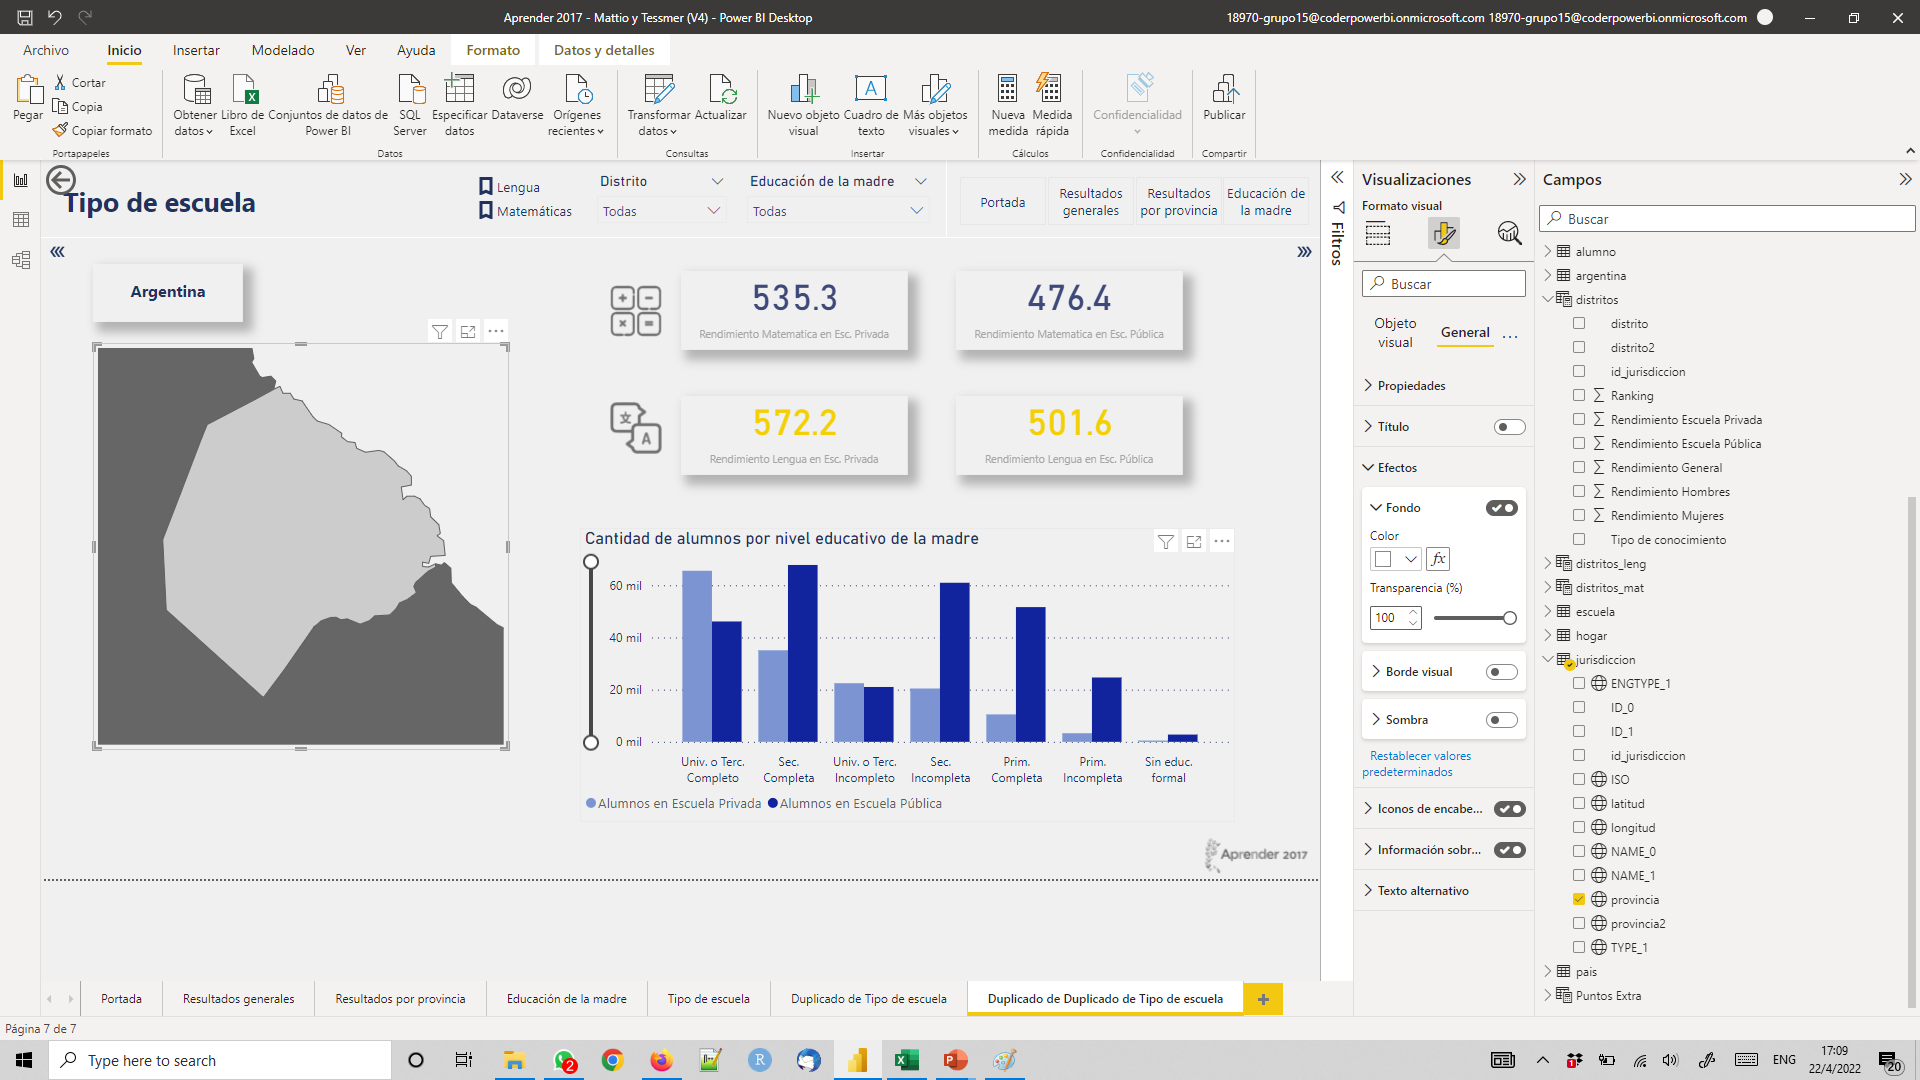 Aprender 2017 - Mattio y Tessmer (V4) - Power BI Desktop
18970-grupo15@coderpowerbi.onmicrosoft.com 18970-grupo15@coderpowerbi.onmicrosoft.com
Archivo
Inicio
Insertar
Modelado
Ver
Ayuda
Formato
Datos y detalles
Pegar
Cortar
Copia
Copiar formato
Portapapeles
Obtener
datos
Libro de
Excel
Conjuntos de datos de
Power BI
SQL
Server
Especificar
datos
Dataverse
Orígenes
recientes
Datos
Transformar
datos
Actualizar
Consultas
Nuevo objeto
visual
Cuadro de
texto
Más objetos
visuales
Insertar
Nueva
medida
Medida
rápida
Cálculos
Confidencialidad
Confidencialidad
Publicar
Compartir
Tipo de escuela
Lengua
Matemáticas
Distrito
Todas
Educación de la madre
Todas
Portada
Resultados
generales
Resultados
por provincia
Educación de
la madre
Argentina
535.3
Rendimiento Matematica en Esc. Privada
476.4
Rendimiento Matematica en Esc. Pública
572.2
Rendimiento Lengua en Esc. Privada
501.6
Rendimiento Lengua en Esc. Pública
Cantidad de alumnos por nivel educativo de la madre
60 mil
40 mil
20 mil
0 mil
Univ. o Terc.
Completo
Sec.
Completa
Univ. o Terc.
Incompleto
Sec.
Incompleta
Prim.
Completa
Prim.
Incompleta
Sin educ.
formal
Alumnos en Escuela Privada
Alumnos en Escuela Pública
Aprender 2017
Filtros
Visualizaciones
Formato visual
Buscar
Objeto
visual
General
...
Propiedades
Título
Efectos
Fondo
Color
fx
Transparencia (%)
100
Borde visual
Sombra
Restablecer valores
predeterminados
Iconos de encabe...
Información sobr...
Texto alternativo
Campos
Buscar
alumno
argentina
distritos
distrito
distrito2
id_jurisdiccion
Ranking
Rendimiento Escuela Privada
Rendimiento Escuela Pública
Rendimiento General
Rendimiento Hombres
Rendimiento Mujeres
Tipo de conocimiento
distritos_leng
distritos_mat
escuela
hogar
jurisdiccion
ENGTYPE_1
ID_0
ID_1
id_jurisdiccion
ISO
latitud
longitud
NAME_0
NAME_1
provincia
provincia2
TYPE_1
pais
Puntos Extra
Portada
Resultados generales
Resultados por provincia
Educación de la madre
Tipo de escuela
Duplicado de Tipo de escuela
Duplicado de Duplicado de Tipo de escuela
+
Página 7 de 7
Type here to search
2
R
1
ENG
17:09
22/4/2022
20